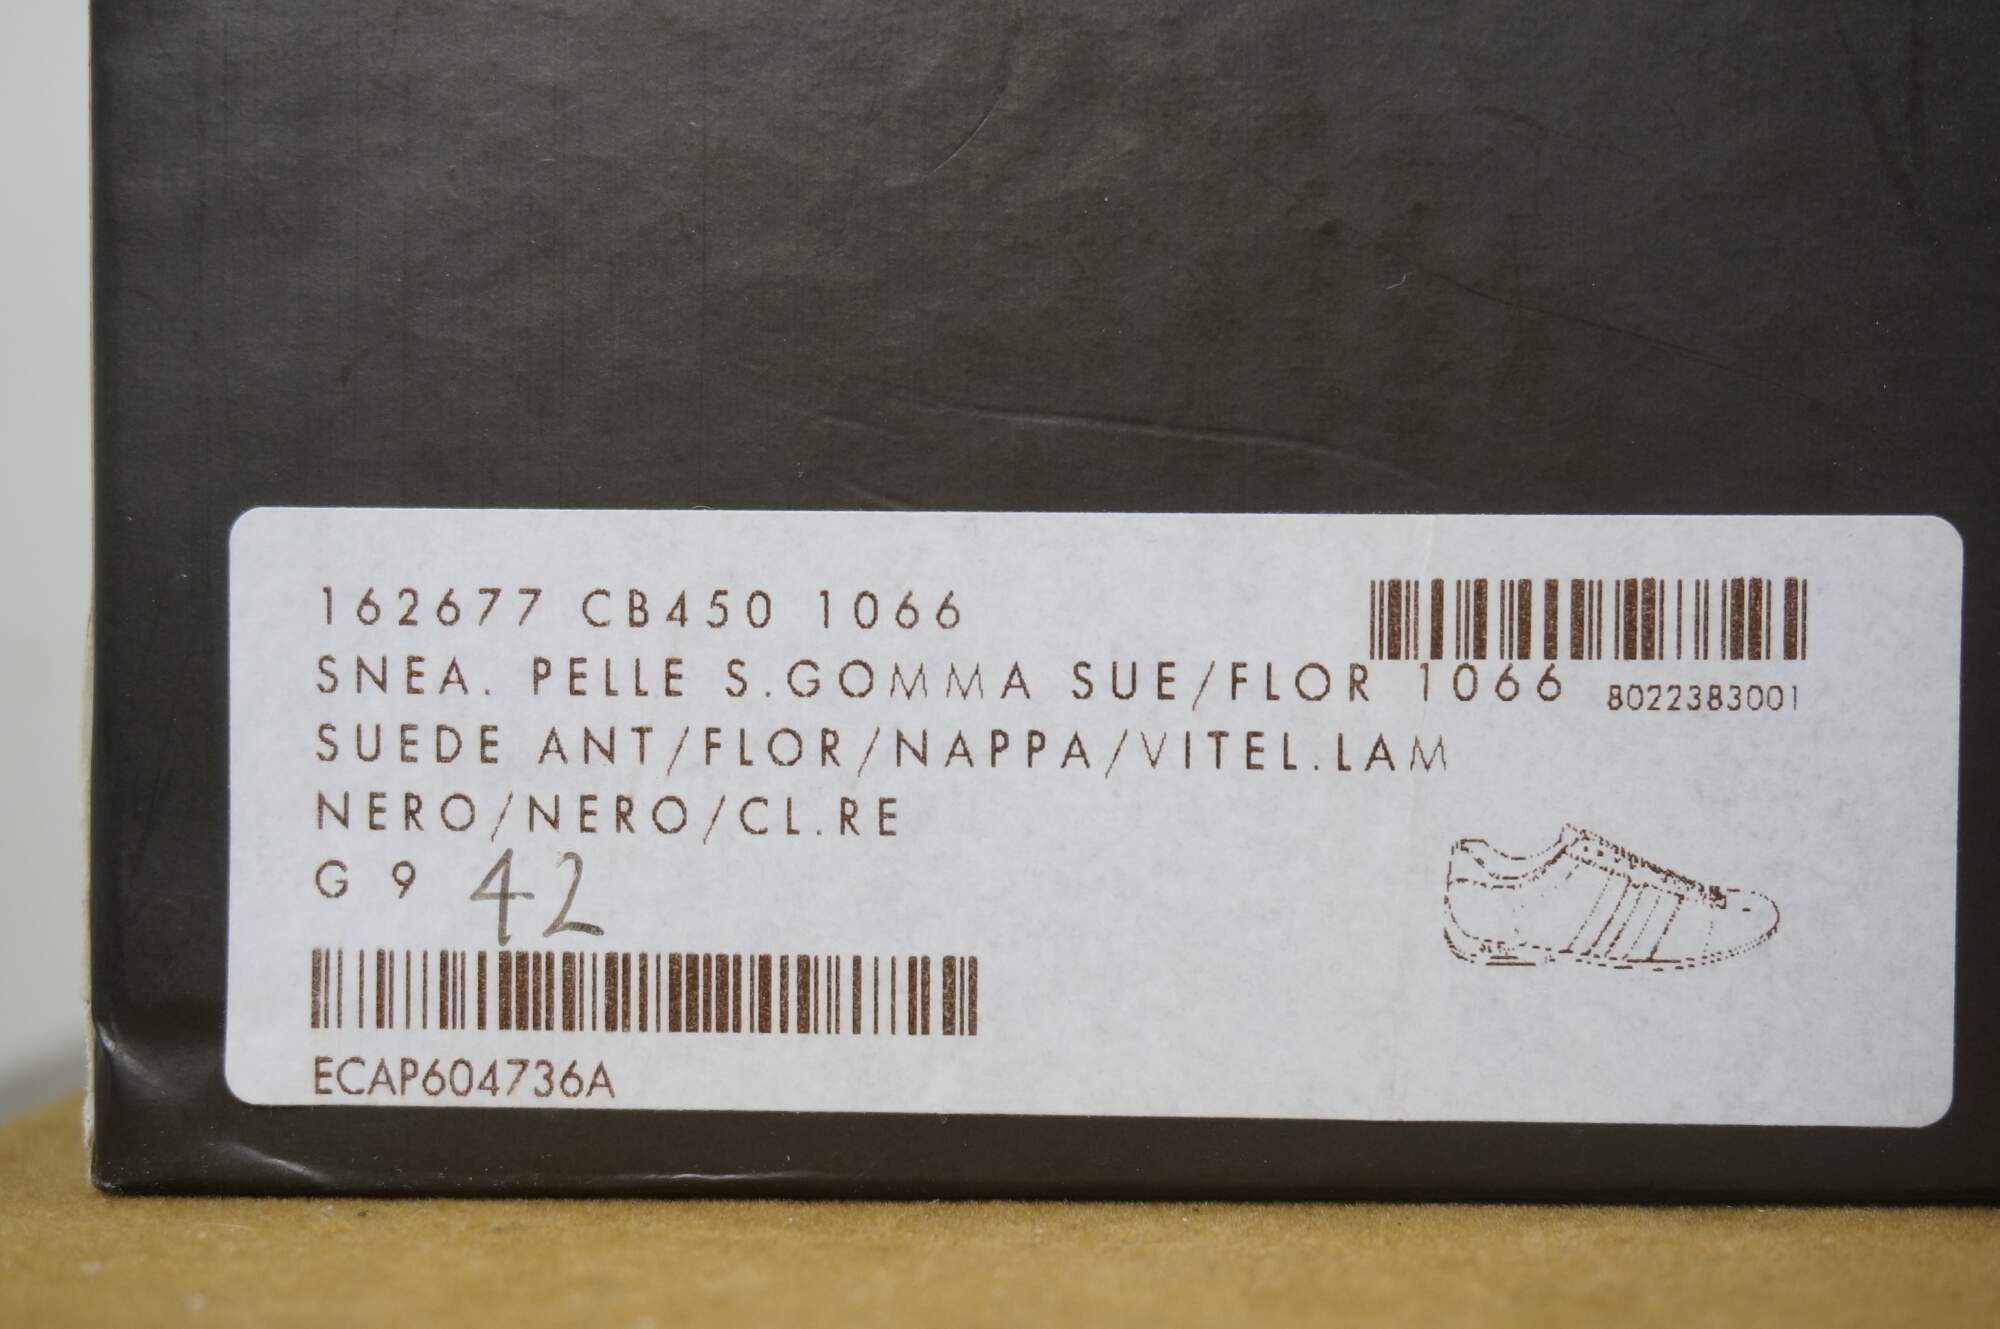 162677 CB450 1066
SNEA. PELLE S.GOMMA SUE/FLOR 1066
8022383001
SUEDE ANT/FLOR/NAPPA/VITEL.LAM
NERO/NERO/CL.RE
G 9 42
ECAP604736A